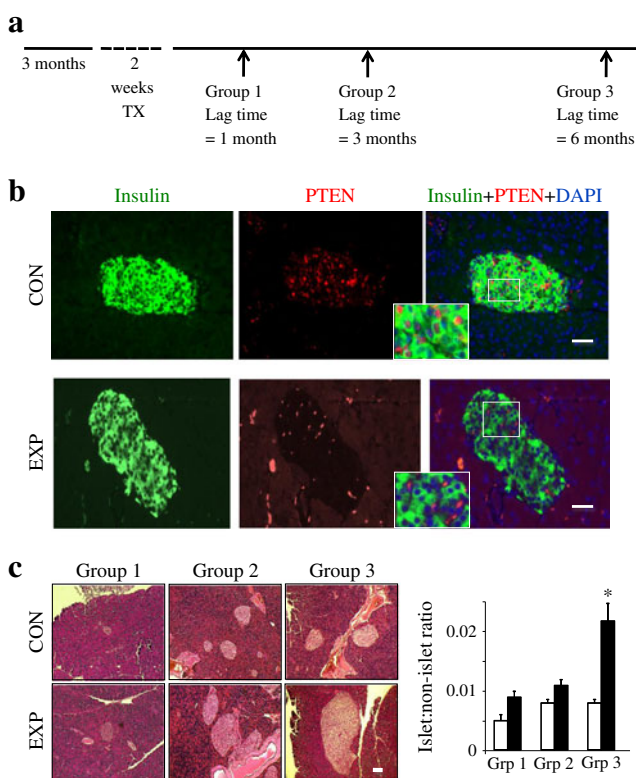 a
3 months
2
weeks
TX
Group 1
Lag time
= 1 month
Group 2
Lag time
= 3 months
Group 3
Lag time
= 6 months
b
Insulin
PTEN
Insulin+PTEN+DAPI
CON
EXP
c
Group 1
Group 2
Group 3
CON
EXP
Islet:non-islet ratio
0.02
0.01
0
*
Grp 1
Grp 2
Grp 3